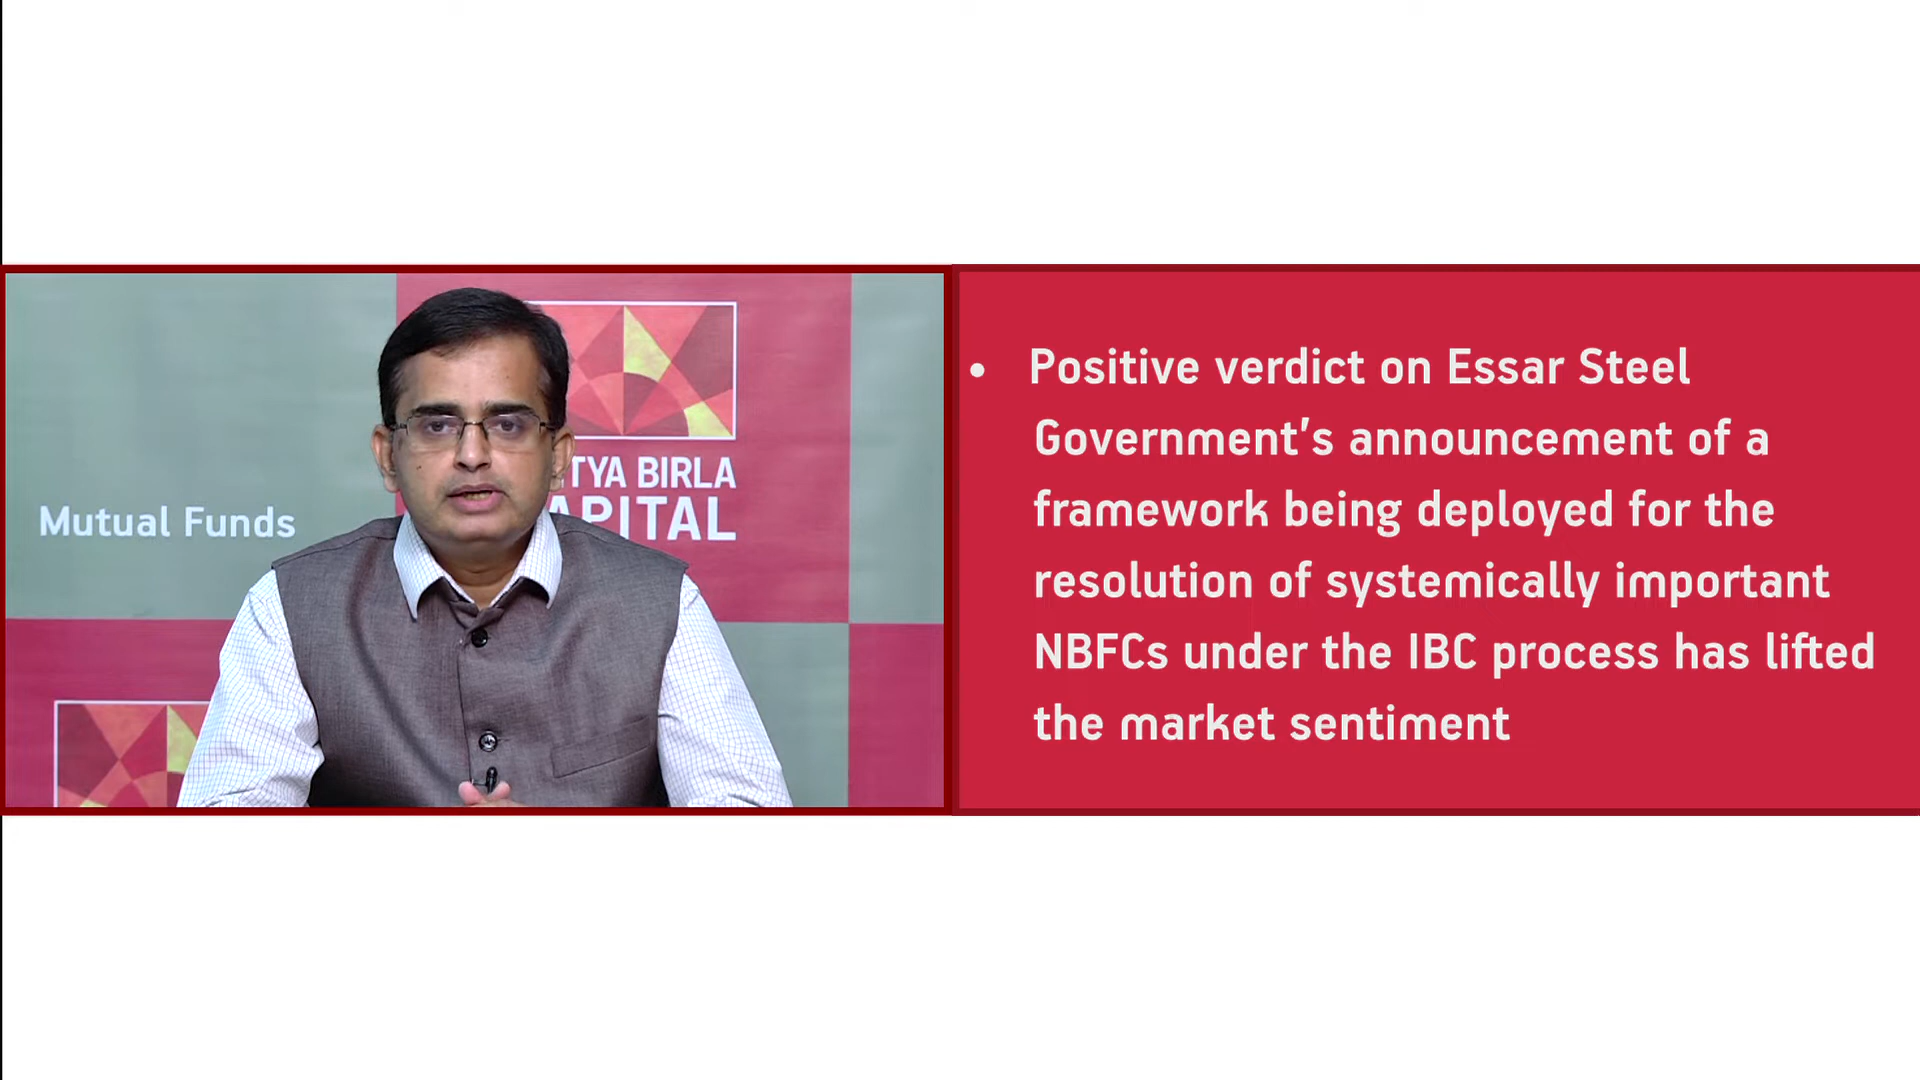 Mutual Funds
TYA BIRLA
APITAL
• Positive verdict on Essar Steel
Government's announcement of a
framework being deployed for the
resolution of systemically important
NBFCs under the IBC process has lifted
the market sentiment